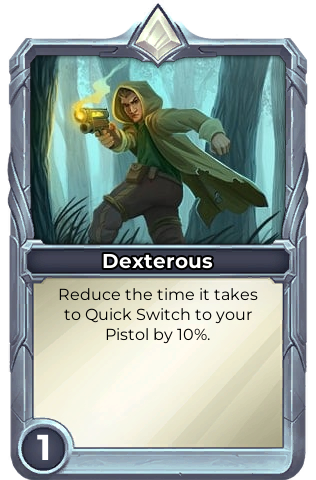 Dexterous
Reduce the time it takes
to Quick Switch to your
Pistol by 10%.
1